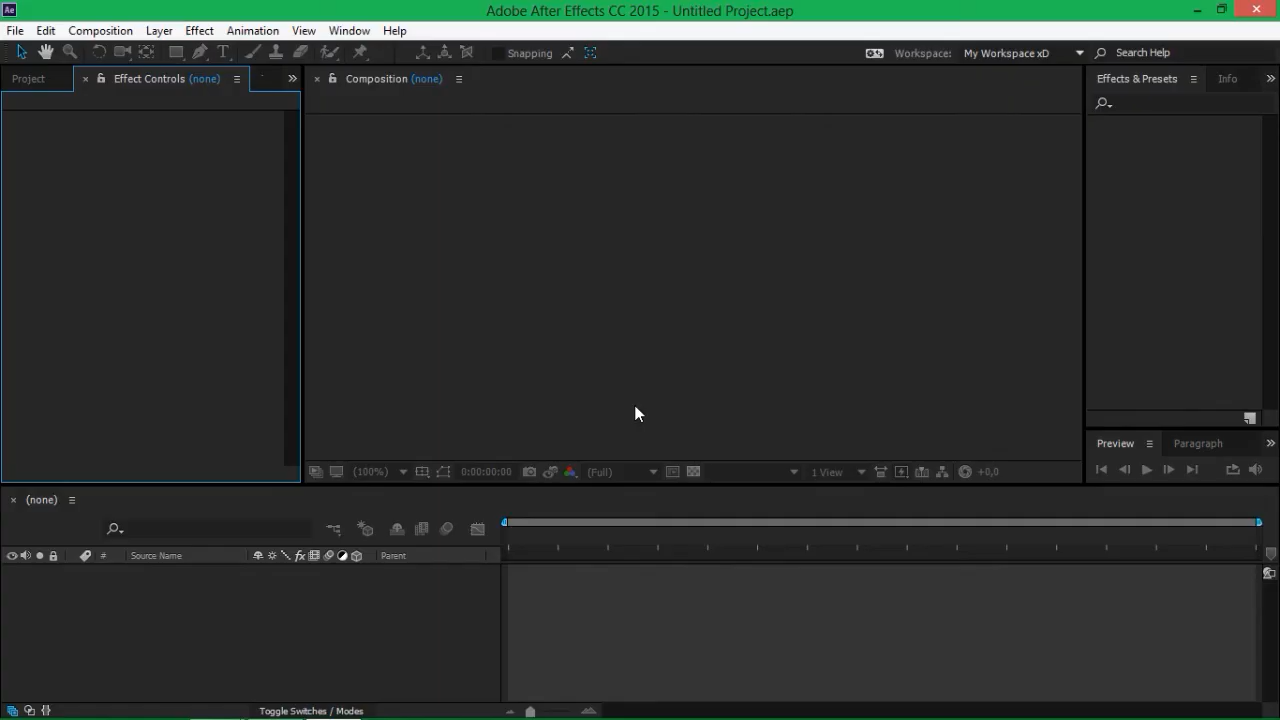 Ae Adobe After Effects CC 2015 - Untitled Project.aep
File Edit Composition Layer Effect Animation View Window Help
T Snapping Workspace: My Workspace xD Search Help
Project × Effect Controls (none) » × Composition (none) Effects & Presets Info »
(100%) 0:00:00:00 (Full) 1 View +0,0
Preview Paragraph »
× (none)
# Source Name fx Parent
Toggle Switches / Modes